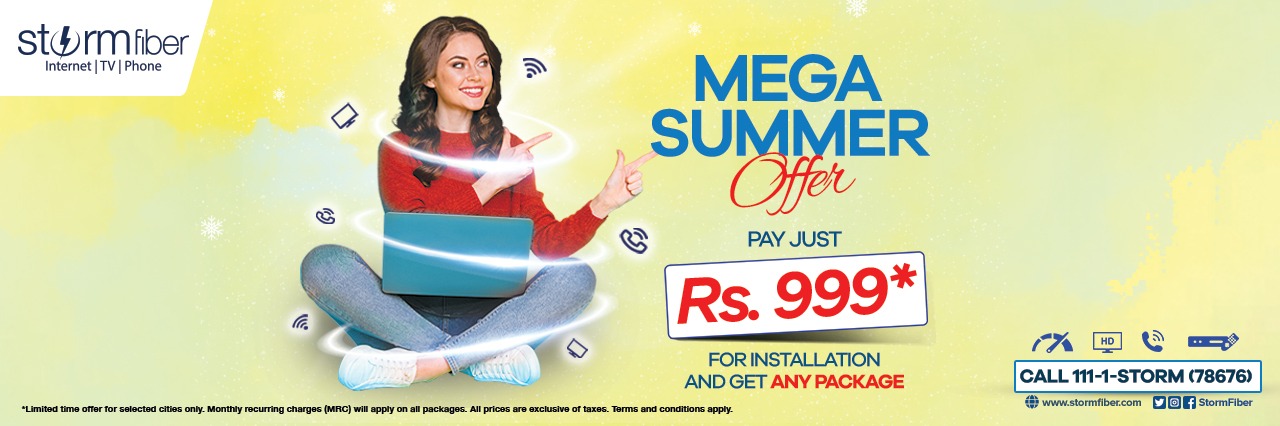 stormfiber
Internet | TV | Phone
MEGA
SUMMER
Offer
PAY JUST
Rs. 999*
FOR INSTALLATION
AND GET ANY PACKAGE
HD
CALL 111-1-STORM (78676)
www.stormfiber.com StormFiber
*Limited time offer for selected cities only. Monthly recurring charges (MRC) will apply on all packages. All prices are exclusive of taxes. Terms and conditions apply.